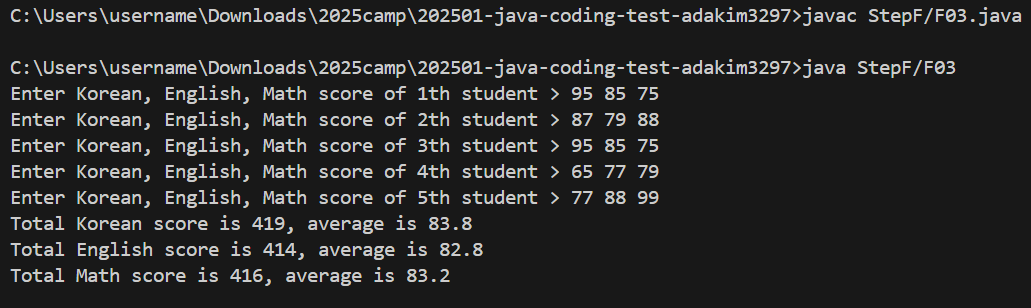 C:\Users\username\Downloads\2025camp\202501-java-coding-test-adakim3297>javac StepF/F03.java
C:\Users\username\Downloads\2025camp\202501-java-coding-test-adakim3297>java StepF/F03
Enter Korean, English, Math score of 1th student > 95 85 75
Enter Korean, English, Math score of 2th student > 87 79 88
Enter Korean, English, Math score of 3th student > 95 85 75
Enter Korean, English, Math score of 4th student > 65 77 79
Enter Korean, English, Math score of 5th student > 77 88 99
Total Korean score is 419, average is 83.8
Total English score is 414, average is 82.8
Total Math score is 416, average is 83.2